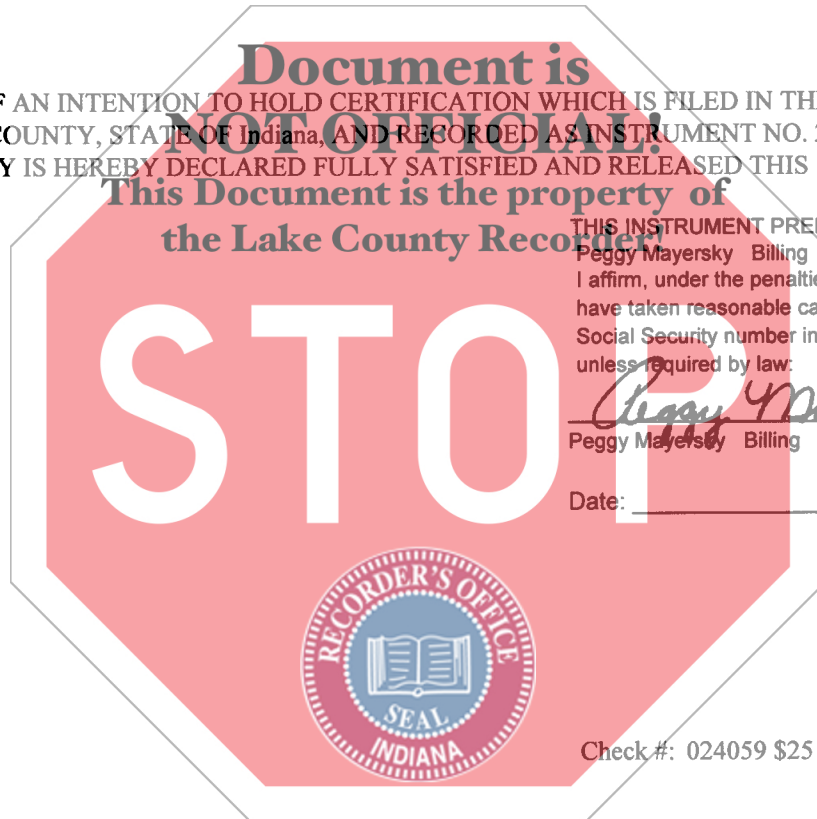 Document is
F AN INTENTION TO HOLD CERTIFICATION WHICH IS FILED IN TH
COUNTY, STATE OF Indiana, AND RECORDED AS INSTRUMENT NO.
NOT OFFICIAL!
Y IS HEREBY DECLARED FULLY SATISFIED AND RELEASED THIS
This Document is the property of
the Lake County Recorder!
THIS INSTRUMENT PRE
Peggy Mayersky Billing
I affirm, under the penaltie
have taken reasonable ca
Social Security number in
unless required by law:
Peggy M
Peggy Mayersky Billing
Date:
STOP
RECORDER'S OFFICE
SEAL
INDIANA
Check #: 024059 $25